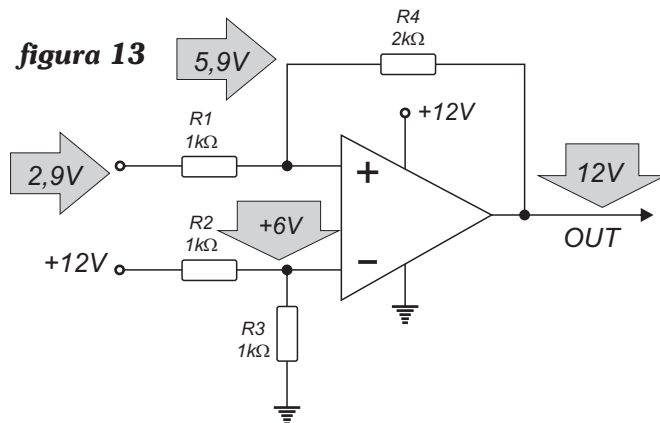 figura 13
5,9V
R4
2kΩ
+12V
R1
1kΩ
2,9V
+
12V
R2
1kΩ
+6V
+12V
−
OUT
R3
1kΩ